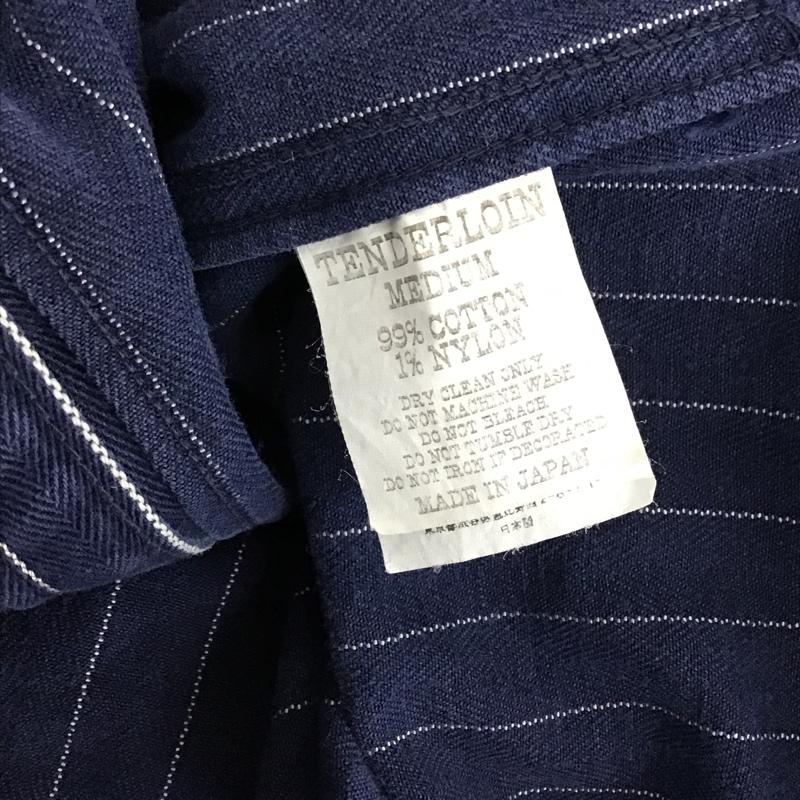 TENDERLOIN
MEDIUM
99% COTTON
1% NYLON
DRY CLEAN ONLY
DO NOT MACHINE WASH
DO NOT BLEACH
DO NOT TUMBLE DRY
DO NOT IRON IF DECORATED
MADE IN JAPAN
日本製